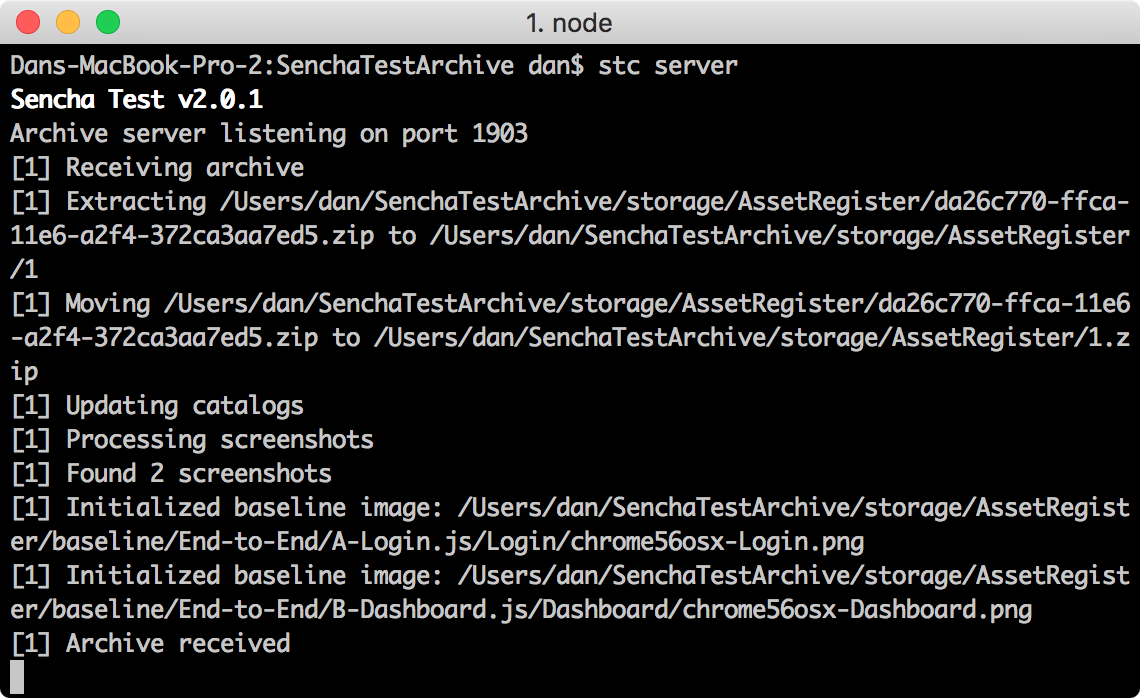 1. node
Dans-MacBook-Pro-2:SenchaTestArchive dan$ stc server
Sencha Test v2.0.1
Archive server listening on port 1903
[1] Receiving archive
[1] Extracting /Users/dan/SenchaTestArchive/storage/AssetRegister/da26c770-ffca-
11e6-a2f4-372ca3aa7ed5.zip to /Users/dan/SenchaTestArchive/storage/AssetRegister
/1
[1] Moving /Users/dan/SenchaTestArchive/storage/AssetRegister/da26c770-ffca-11e6
-a2f4-372ca3aa7ed5.zip to /Users/dan/SenchaTestArchive/storage/AssetRegister/1.z
ip
[1] Updating catalogs
[1] Processing screenshots
[1] Found 2 screenshots
[1] Initialized baseline image: /Users/dan/SenchaTestArchive/storage/AssetRegist
er/baseline/End-to-End/A-Login.js/Login/chrome56osx-Login.png
[1] Initialized baseline image: /Users/dan/SenchaTestArchive/storage/AssetRegist
er/baseline/End-to-End/B-Dashboard.js/Dashboard/chrome56osx-Dashboard.png
[1] Archive received